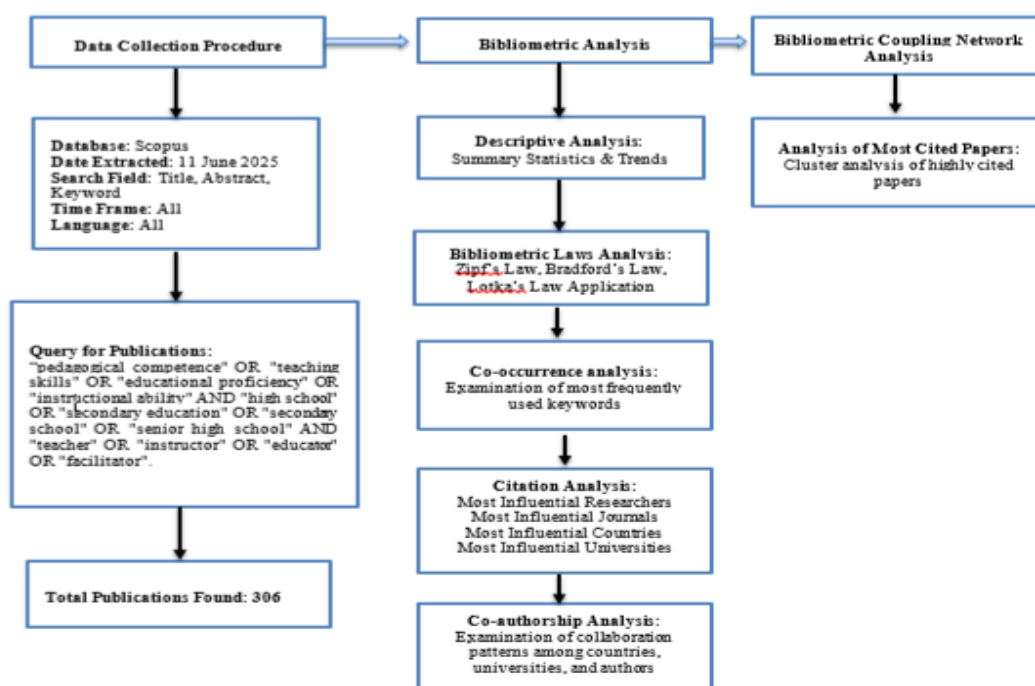 Data Collection Procedure
Database: Scopus
Date Extracted: 11 June 2025
Search Field: Title, Abstract,
Keyword
Time Frame: All
Language: All
Query for Publications:
"pedagogical competence" OR "teaching
skills" OR "educational proficiency" OR
"instructional ability" AND "high school"
OR "secondary education" OR "secondary
school" OR "senior high school" AND
"teacher" OR "instructor" OR "educator"
OR "facilitator".
Total Publications Found: 306
Bibliometric Analysis
Descriptive Analysis:
Summary Statistics & Trends
Bibliometric Laws Analysis:
Zipf's Law, Bradford's Law,
Lotka's Law Application
Co-occurrence analysis:
Examination of most frequently
used keywords
Citation Analysis:
Most Influential Researchers
Most Influential Journals
Most Influential Countries
Most Influential Universities
Co-authorship Analysis:
Examination of collaboration
patterns among countries,
universities, and authors
Bibliometric Coupling Network
Analysis
Analysis of Most Cited Papers:
Cluster analysis of highly cited
papers